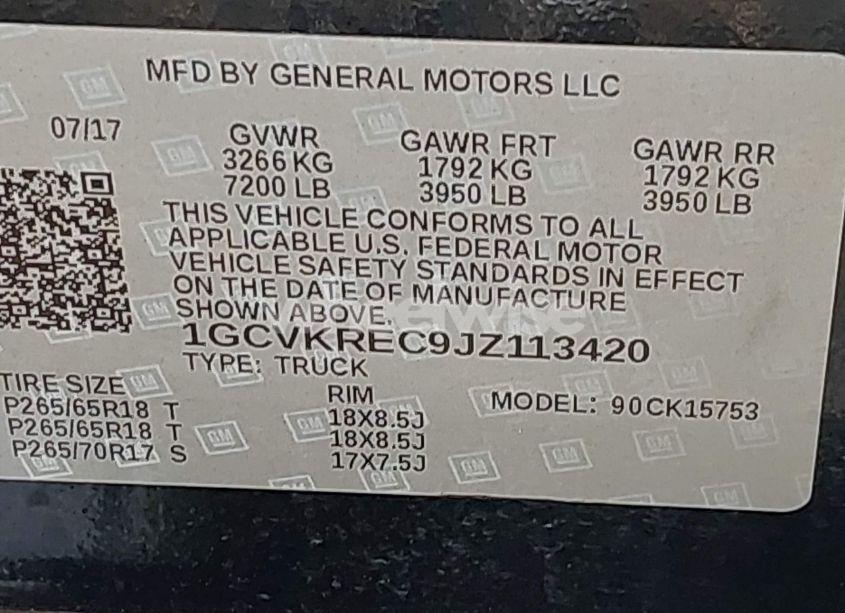 MFD BY GENERAL MOTORS LLC
07/17 GVWR GAWR FRT GAWR RR
3266 KG 1792 KG 1792 KG
7200 LB 3950 LB 3950 LB
THIS VEHICLE CONFORMS TO ALL
APPLICABLE U.S. FEDERAL MOTOR
VEHICLE SAFETY STANDARDS IN EFFECT
ON THE DATE OF MANUFACTURE
SHOWN ABOVE.
1GCVKREC9JZ113420
TYPE: TRUCK
TIRE SIZE RIM MODEL: 90CK15753
P265/65R18 T 18X8.5J
P265/65R18 T 18X8.5J
P265/70R17 S 17X7.5J